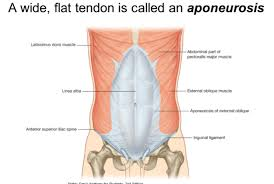 A wide, flat tendon is called an aponeurosis
Latissimus dorsi muscle
Abdominal part of
pectoralis major muscle
Linea alba
External oblique muscle
Aponeurosis of external oblique
Anterior superior iliac spine
Inguinal ligament